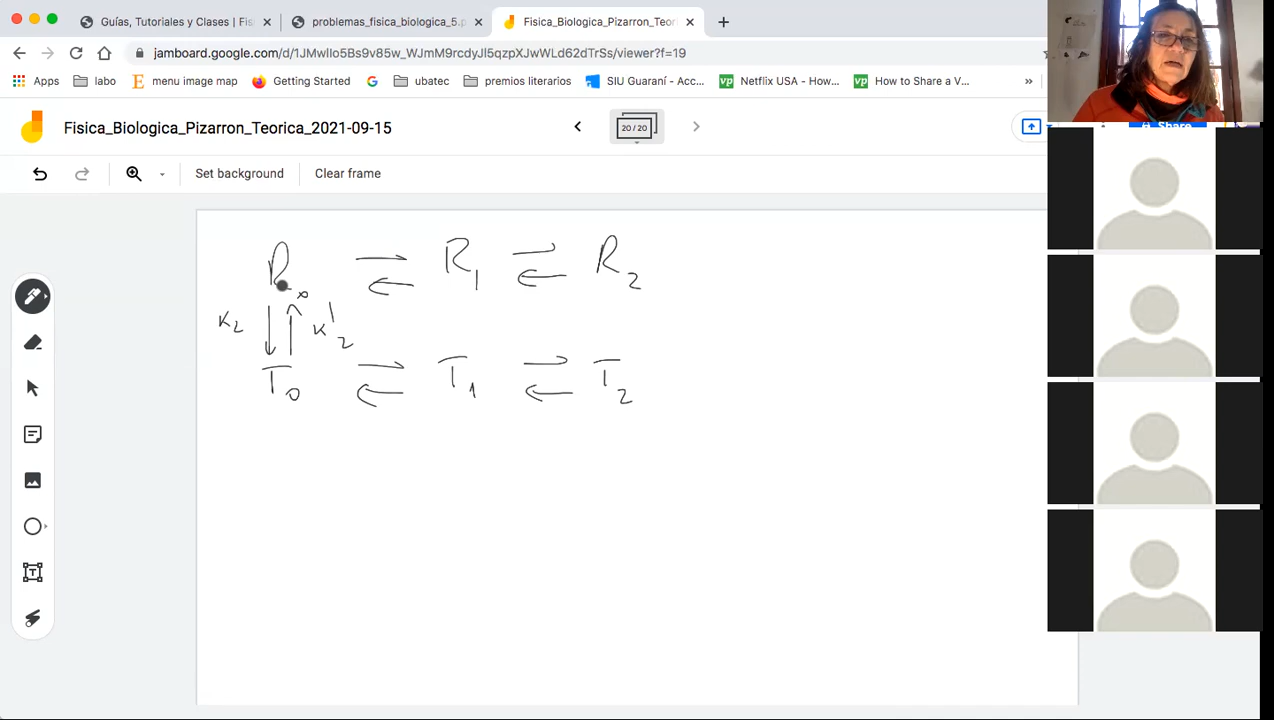 Guías, Tutoriales y Clases | Fís
problemas_fisica_biologica_5.p
Fisica_Biologica_Pizarron_Teori
jamboard.google.com/d/1JMwIlo5Bs9v85w_WJmM9rcdyJl5qzpXJwWLd62dTrSs/viewer?f=19
Apps
labo
menu image map
Getting Started
ubatec
premios literarios
SIU Guaraní - Acc...
Netflix USA - How...
How to Share a V...
»
Fisica_Biologica_Pizarron_Teorica_2021-09-15
20 / 20
Share
Set background
Clear frame
R₀ ⇌ R₁ ⇌ R₂
K₂ ↓↑ K'₂
T₀ ⇌ T₁ ⇌ T₂